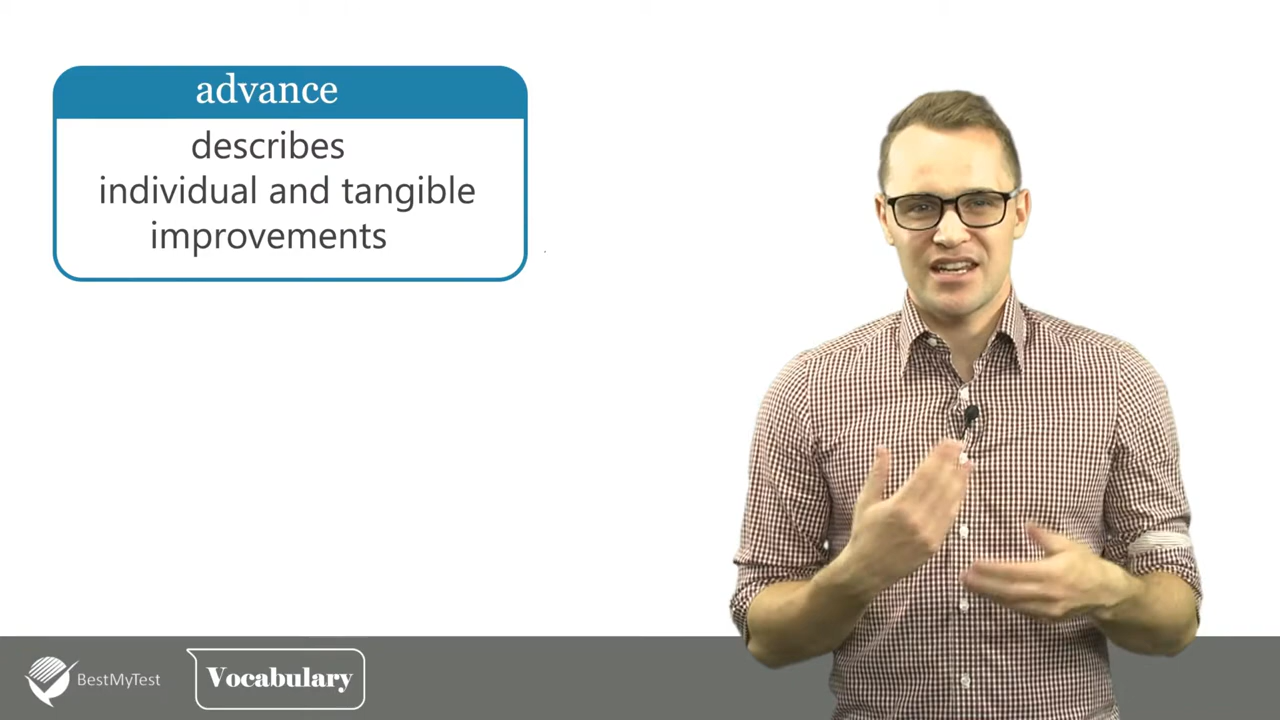 advance
describes
individual and tangible
improvements
BestMyTest
Vocabulary